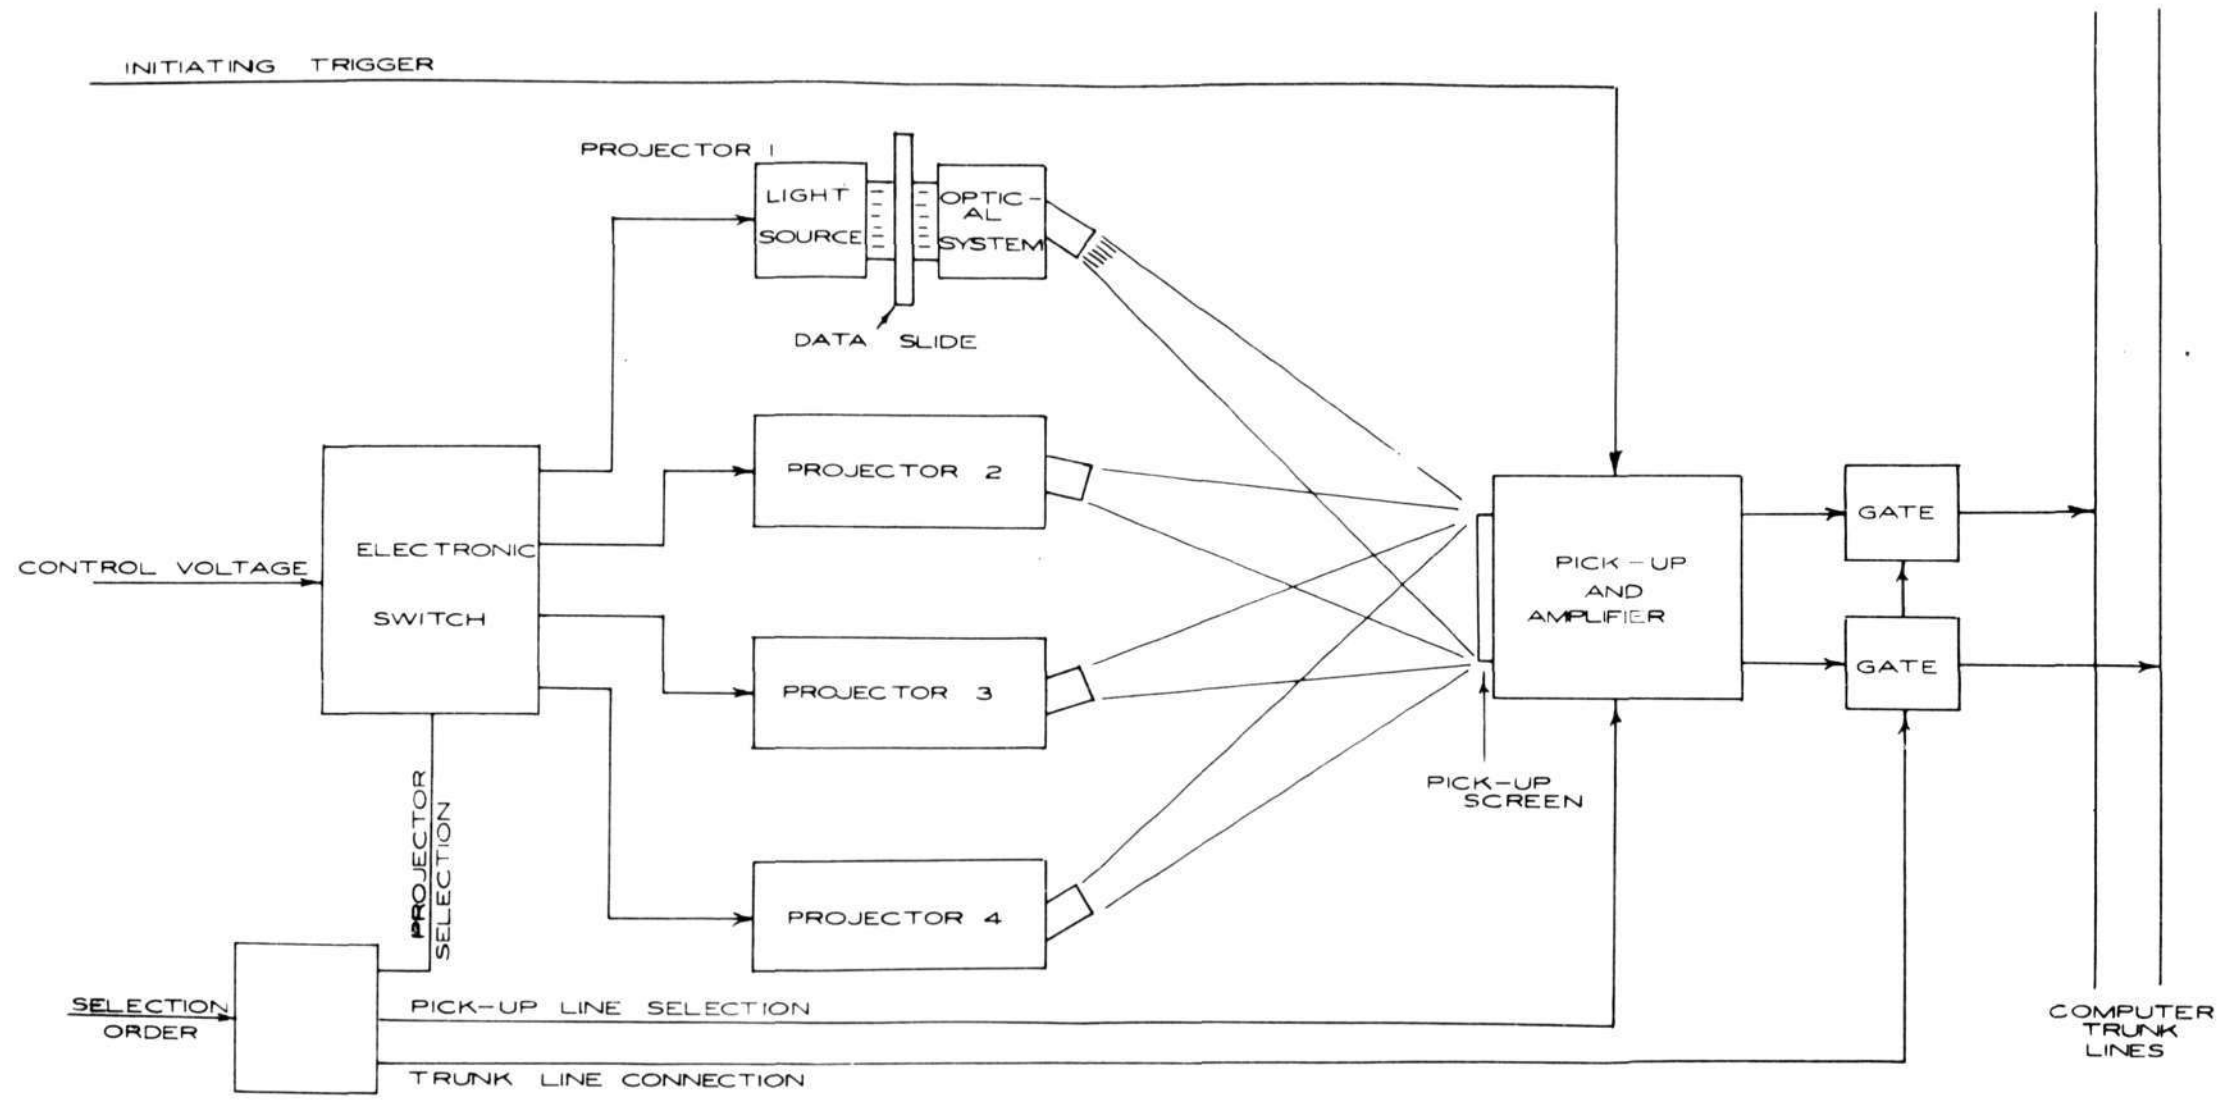 INITIATING TRIGGER
PROJECTOR 1
LIGHT
SOURCE
OPTIC-
AL
SYSTEM
DATA SLIDE
PROJECTOR 2
ELECTRONIC
SWITCH
CONTROL VOLTAGE
PROJECTOR 3
PROJECTOR 4
PICK-UP
AND
AMPLIFIER
GATE
GATE
PICK-UP
SCREEN
PROJECTOR
SELECTION
SELECTION
ORDER
PICK-UP LINE SELECTION
TRUNK LINE CONNECTION
COMPUTER
TRUNK
LINES